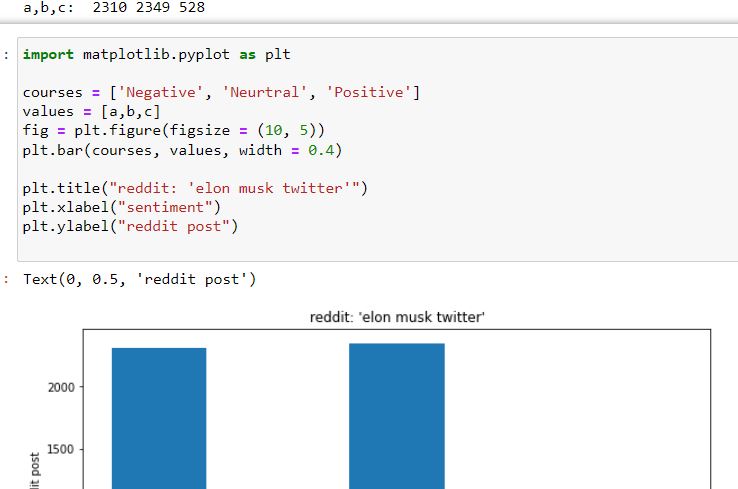 a,b,c:  2310 2349 528
: import matplotlib.pyplot as plt
courses = ['Negative', 'Neurtral', 'Positive']
values = [a,b,c]
fig = plt.figure(figsize = (10, 5))
plt.bar(courses, values, width = 0.4)
plt.title("reddit: 'elon musk twitter'")
plt.xlabel("sentiment")
plt.ylabel("reddit post")
: Text(0, 0.5, 'reddit post')
reddit: 'elon musk twitter'
2000
1500
it post